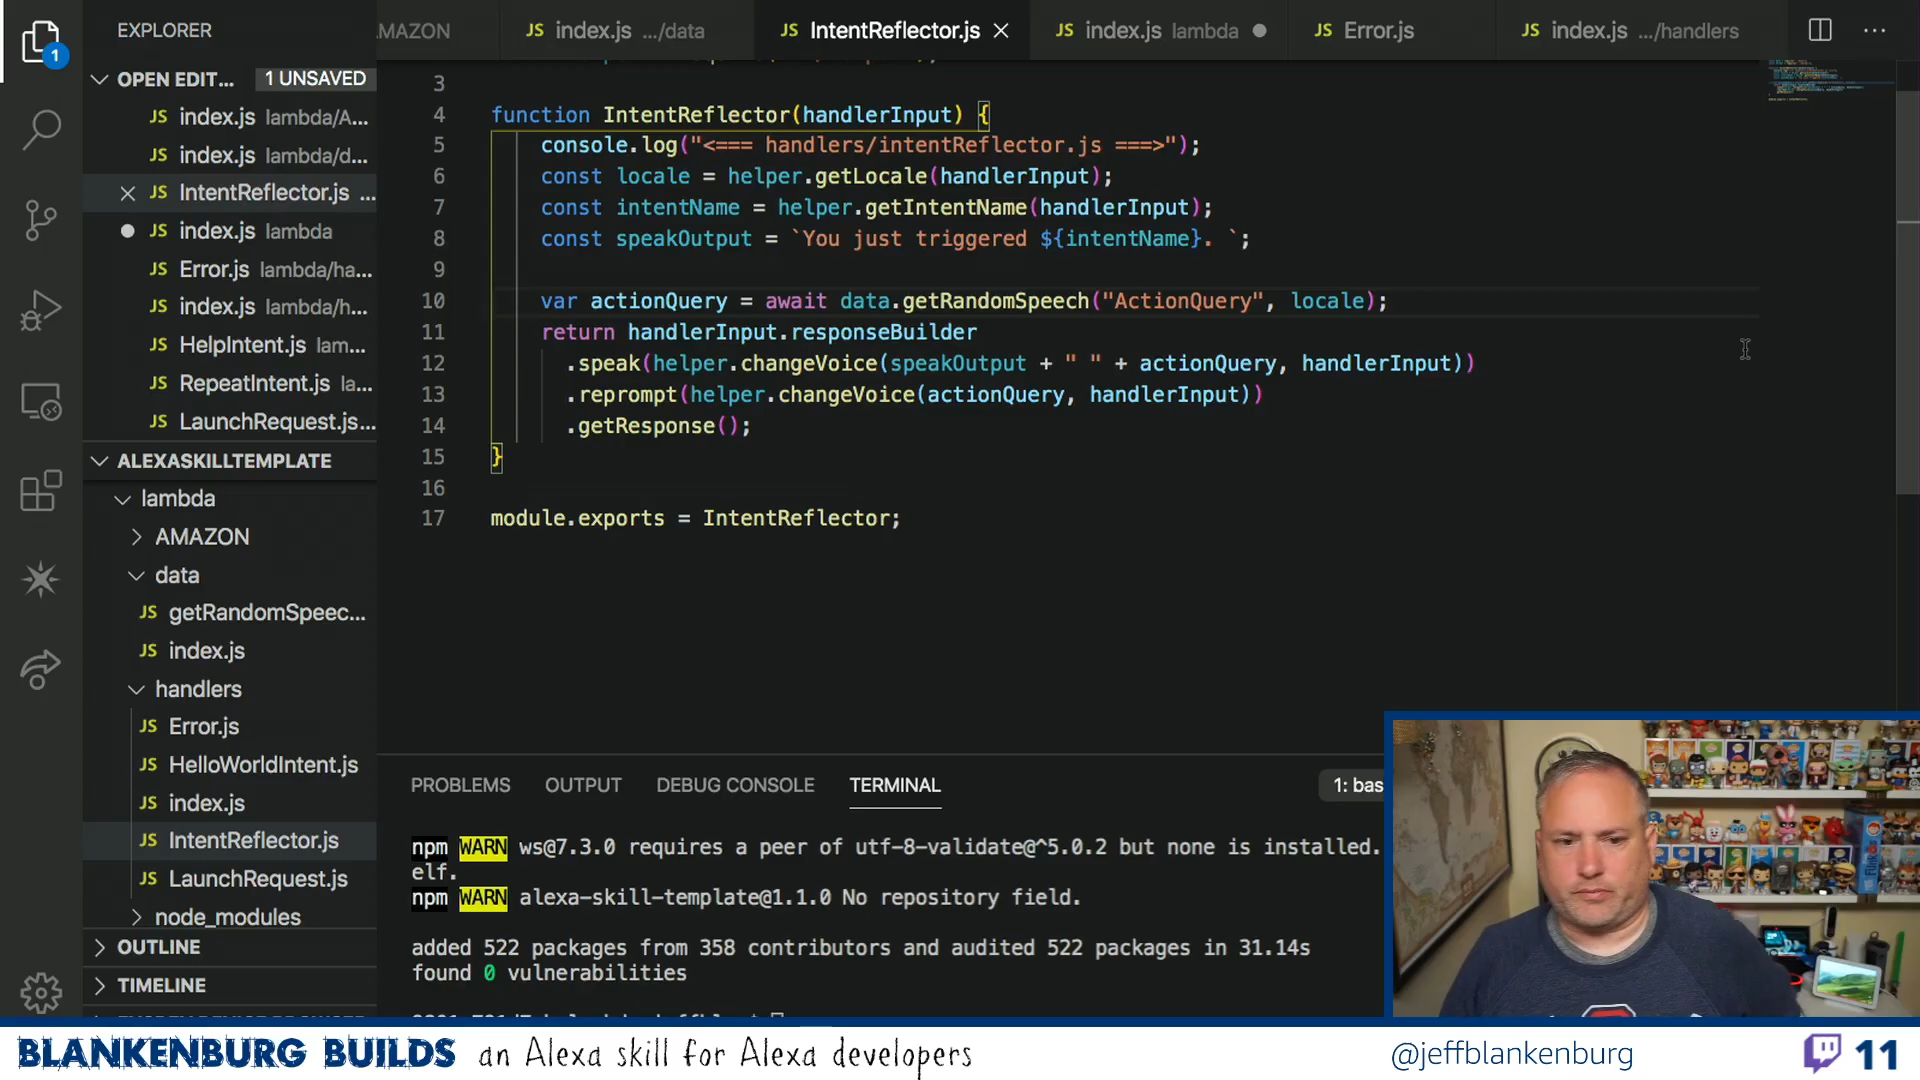 EXPLORER
AMAZON
JS index.js .../data
JS IntentReflector.js
JS index.js lambda
JS Error.js
JS index.js .../handlers
1
OPEN EDIT... 1 UNSAVED
JS index.js lambda/A...
JS index.js lambda/d...
JS IntentReflector.js ...
JS index.js lambda
JS Error.js lambda/ha...
JS index.js lambda/h...
JS HelpIntent.js lam...
JS RepeatIntent.js la...
JS LaunchRequest.js...
ALEXASKILLTEMPLATE
lambda
AMAZON
data
JS getRandomSpeec...
JS index.js
handlers
JS Error.js
JS HelloWorldIntent.js
JS index.js
JS IntentReflector.js
JS LaunchRequest.js
node_modules
OUTLINE
TIMELINE
3
4 function IntentReflector(handlerInput) {
5 console.log("<=== handlers/intentReflector.js ===>");
6 const locale = helper.getLocale(handlerInput);
7 const intentName = helper.getIntentName(handlerInput);
8 const speakOutput = `You just triggered ${intentName}. `;
9
10 var actionQuery = await data.getRandomSpeech("ActionQuery", locale);
11 return handlerInput.responseBuilder
12 .speak(helper.changeVoice(speakOutput + " " + actionQuery, handlerInput))
13 .reprompt(helper.changeVoice(actionQuery, handlerInput))
14 .getResponse();
15 }
16
17 module.exports = IntentReflector;
PROBLEMS OUTPUT DEBUG CONSOLE TERMINAL 1: bas
npm WARN ws@7.3.0 requires a peer of utf-8-validate@^5.0.2 but none is installed.
elf.
npm WARN alexa-skill-template@1.1.0 No repository field.
added 522 packages from 358 contributors and audited 522 packages in 31.14s
found 0 vulnerabilities
BLANKENBURG BUILDS an Alexa skill for Alexa developers @jeffblankenburg 11